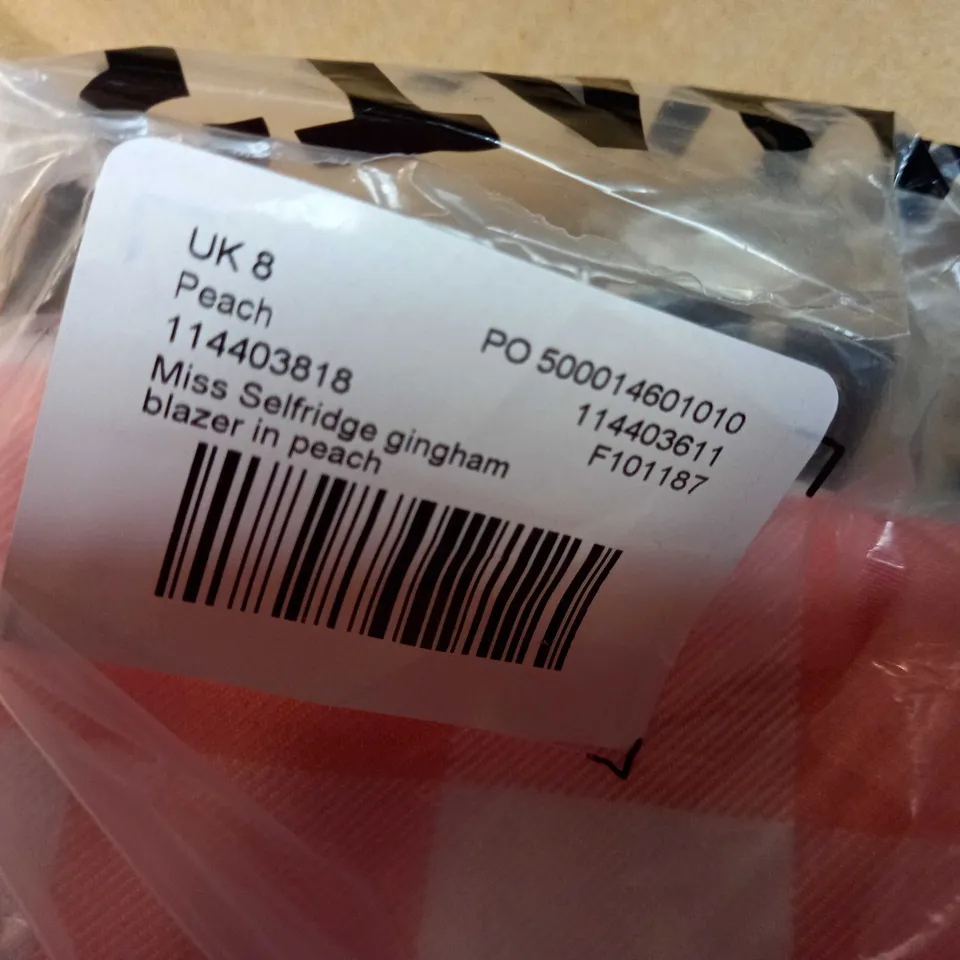 UK 8
Peach
114403818
Miss Selfridge gingham
blazer in peach
PO 500014601010
114403611
F101187